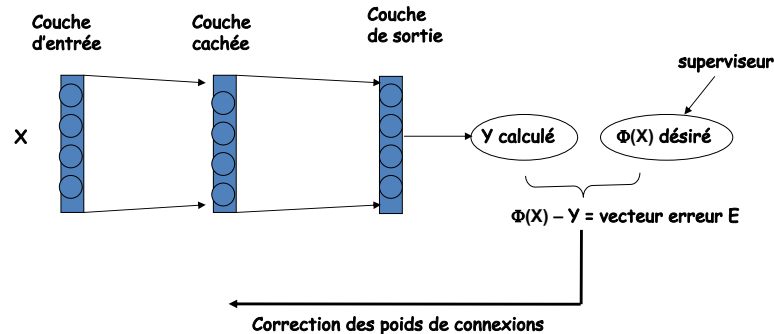 Couche
d'entrée
Couche
cachée
Couche
de sortie
superviseur
X
Y calculé
Φ(X) désiré
Φ(X) – Y = vecteur erreur E
Correction des poids de connexions